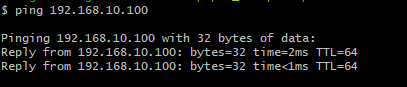 $ ping 192.168.10.100
Pinging 192.168.10.100 with 32 bytes of data:
Reply from 192.168.10.100: bytes=32 time=2ms TTL=64
Reply from 192.168.10.100: bytes=32 time<1ms TTL=64